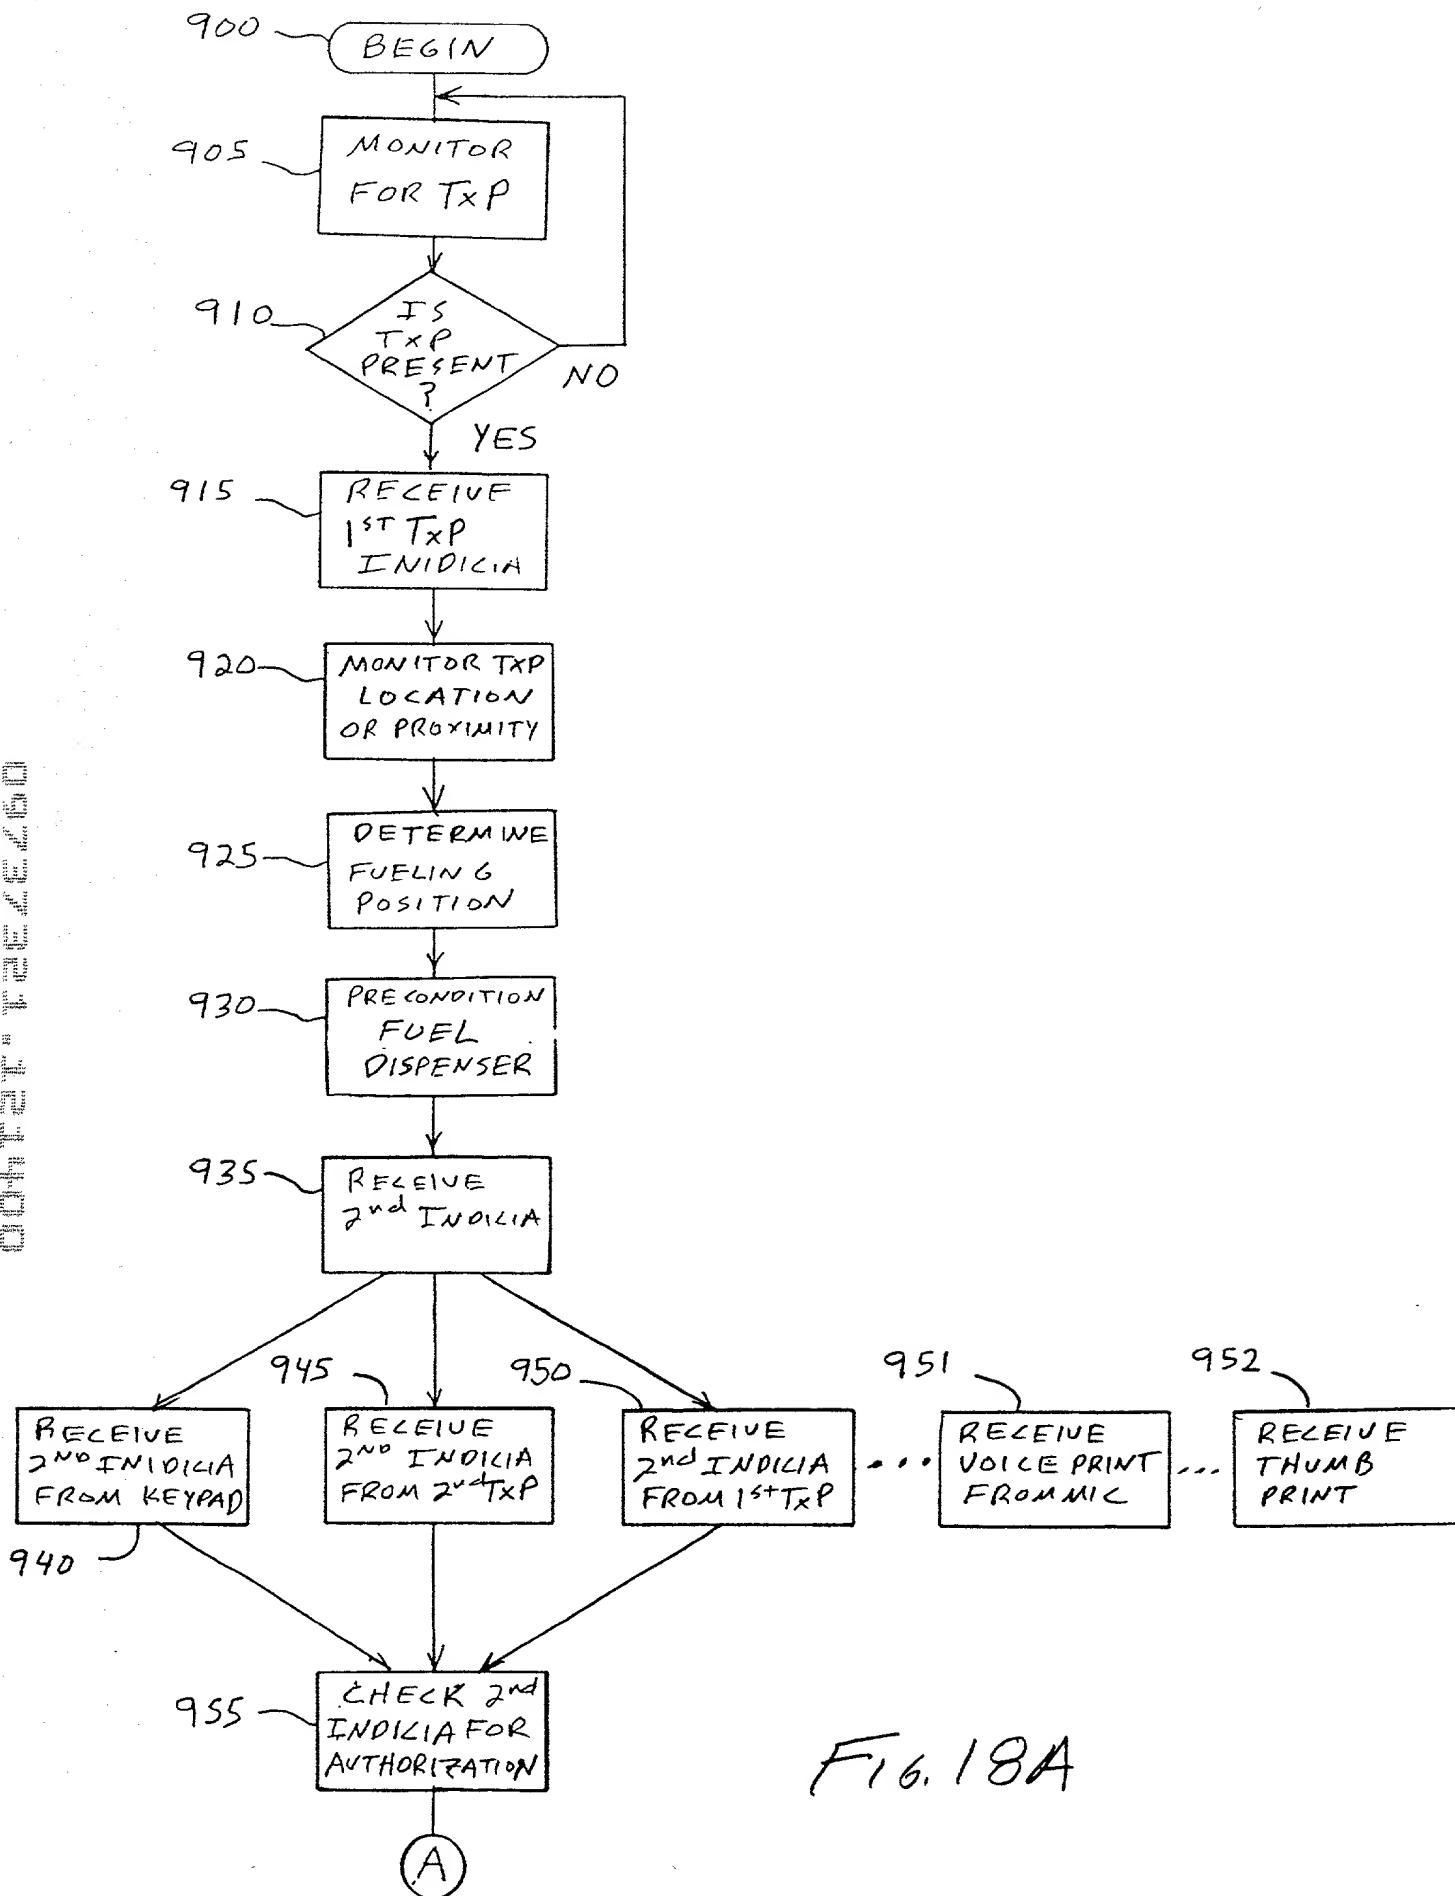 900
BEGIN
905
MONITOR
FOR TxP
910
IS
TxP
PRESENT
?
NO
YES
915
RECEIVE
1ST TxP
INIDICIA
920
MONITOR TXP
LOCATION
OR PROXIMITY
925
DETERMINE
FUELING
POSITION
930
PRECONDITION
FUEL
DISPENSER
935
RECEIVE
2nd INDICIA
945
950
951
952
RECEIVE
2ND INIDICIA
FROM KEYPAD
RECEIVE
2ND INDICIA
FROM 2nd TxP
RECEIVE
2nd INDICIA
FROM 1st TxP
...
RECEIVE
VOICE PRINT
FROM MIC
...
RECEIVE
THUMB
PRINT
940
955
CHECK 2nd
INDICIA FOR
AUTHORIZATION
FIG. 18A
A
09737321.121400